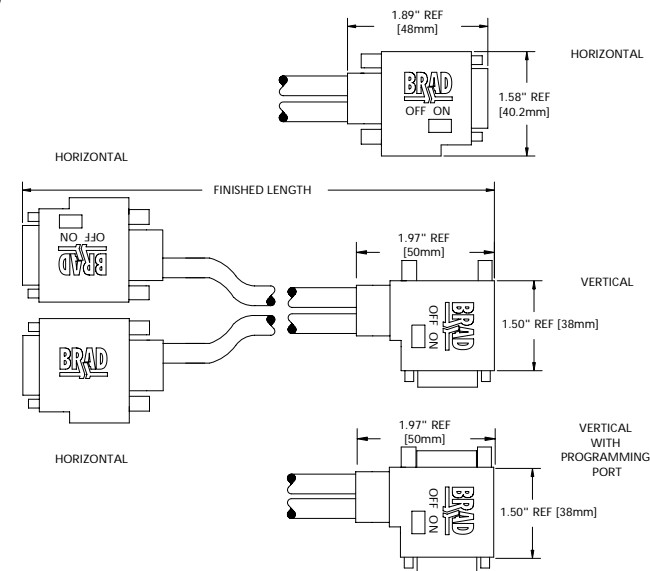 1.89" REF
[48mm]
HORIZONTAL
BRAD
OFF ON
1.58" REF
[40.2mm]
HORIZONTAL
FINISHED LENGTH
OFF ON
BRAD
1.97" REF
[50mm]
VERTICAL
BRAD
OFF ON
1.50" REF [38mm]
BRAD
HORIZONTAL
1.97" REF
[50mm]
VERTICAL
WITH
PROGRAMMING
PORT
BRAD
OFF ON
1.50" REF [38mm]